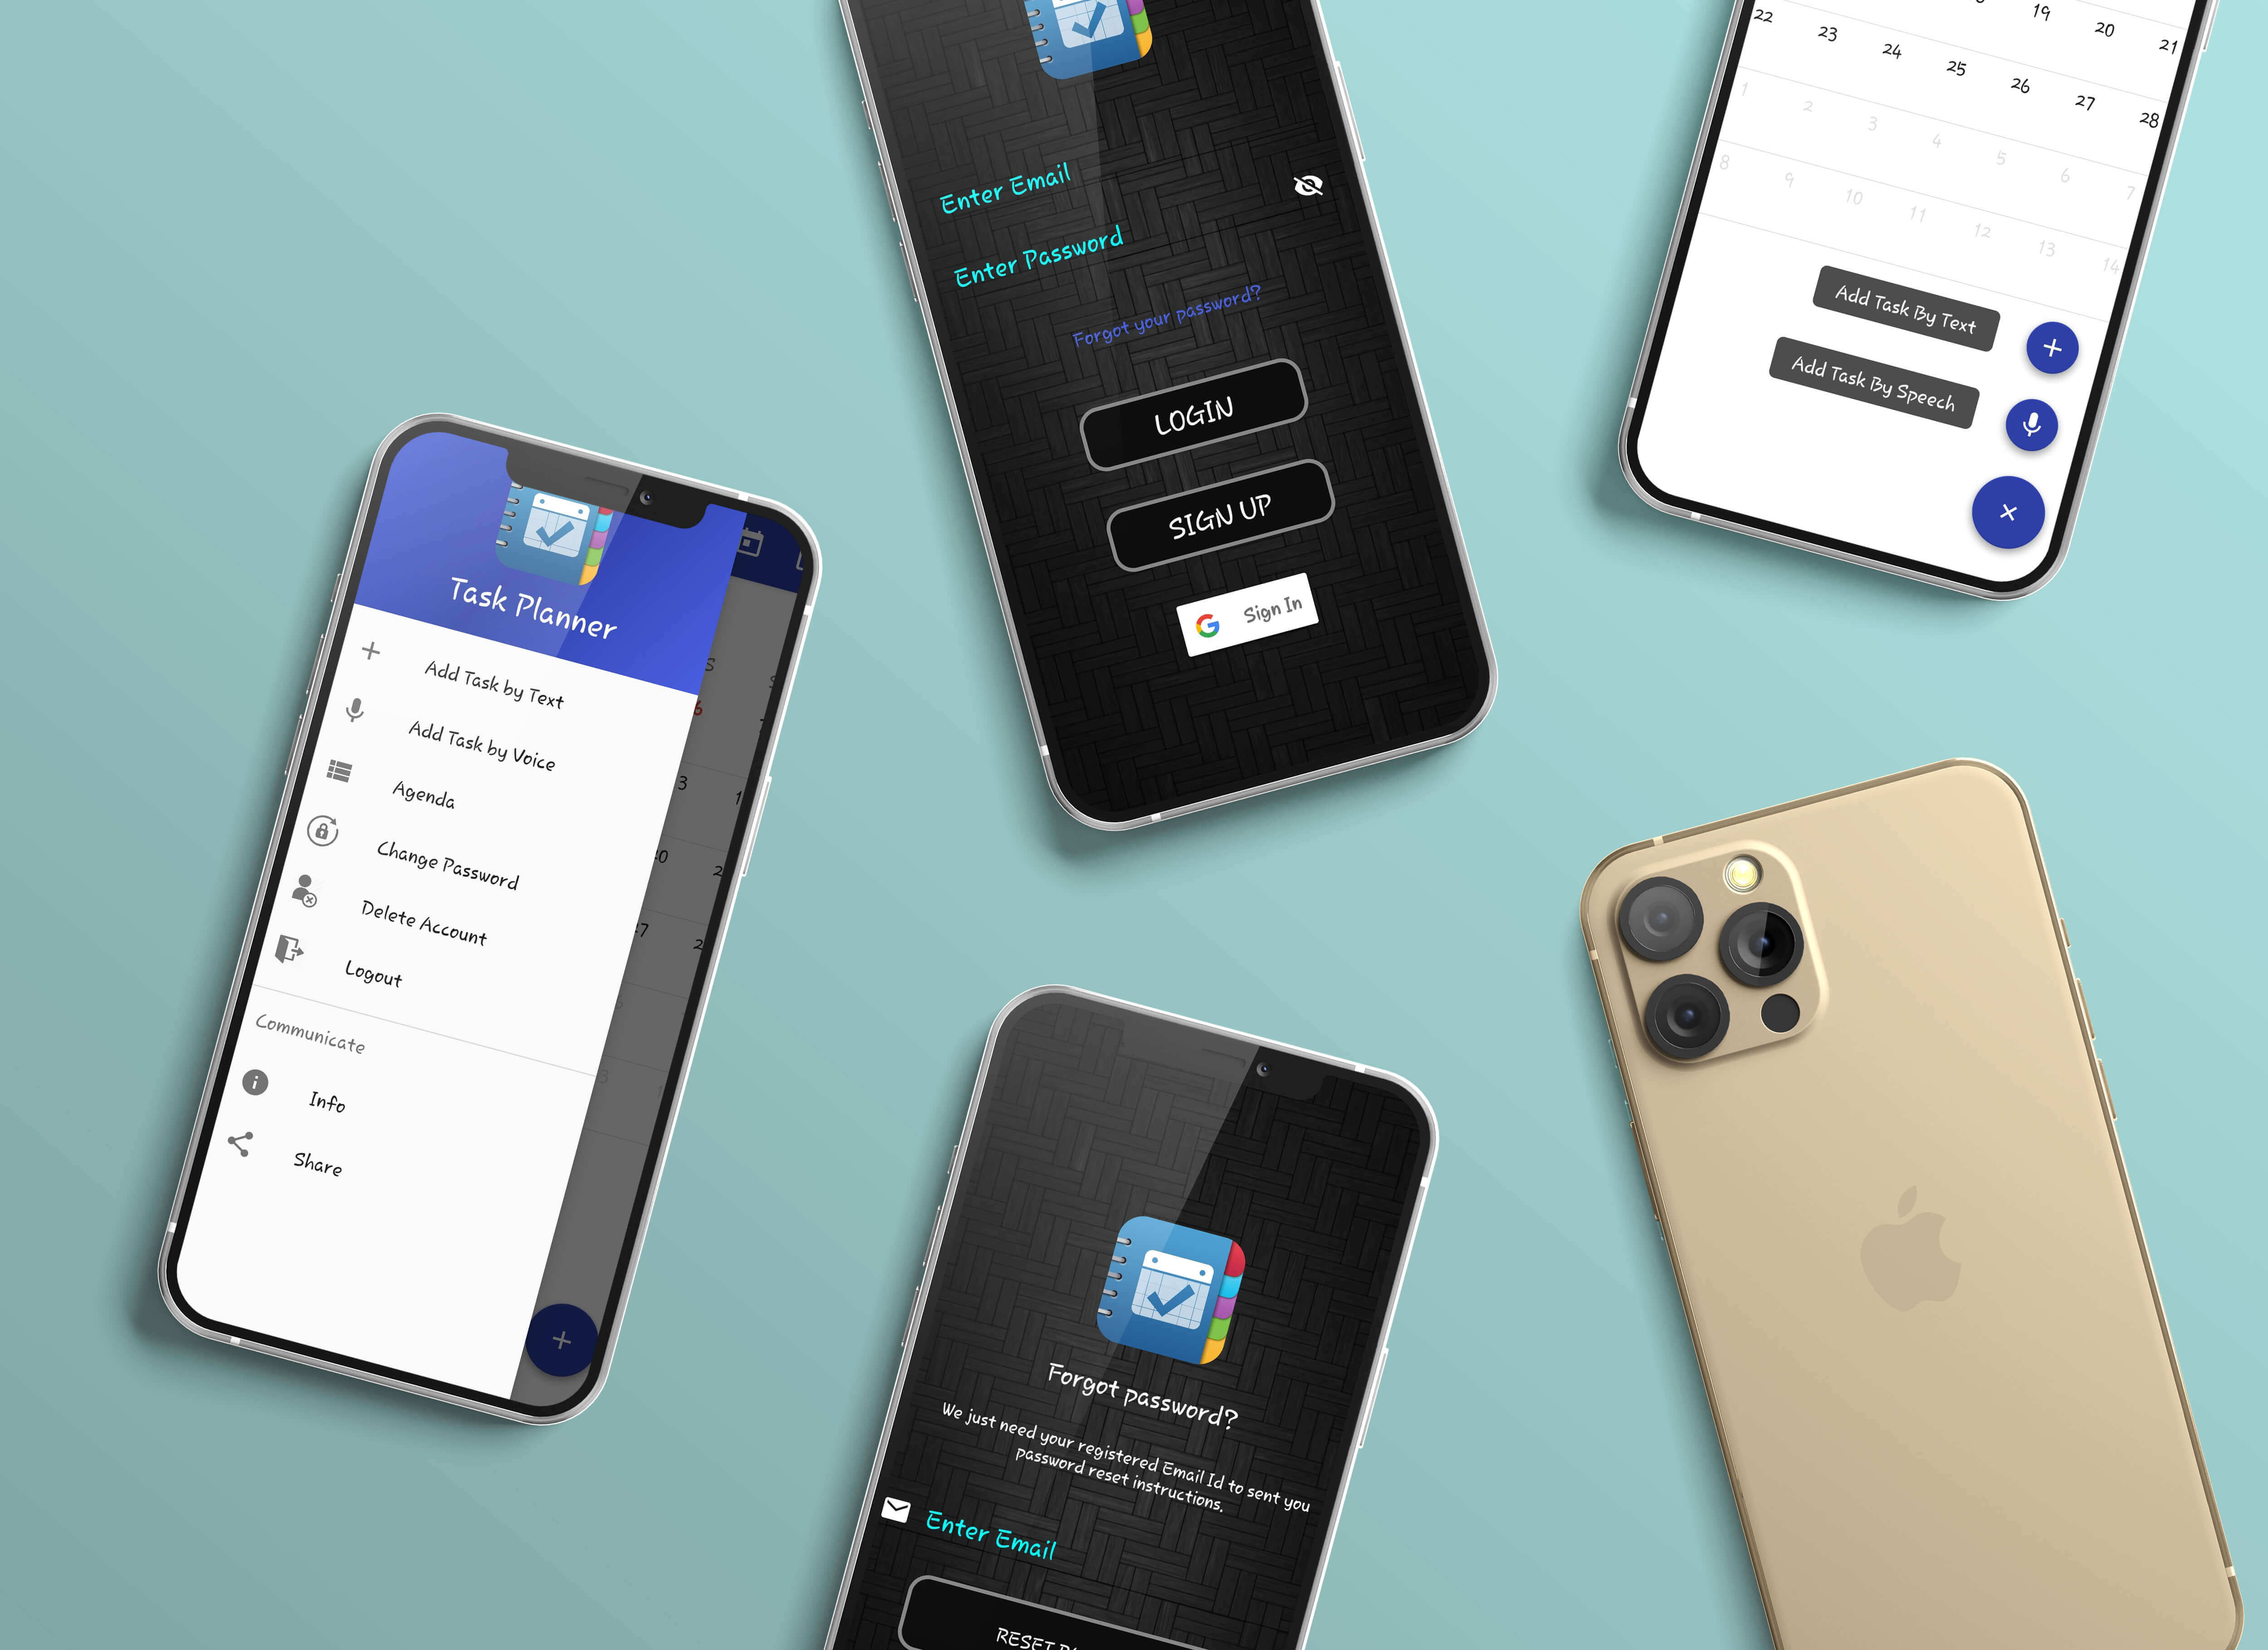 19 20 21
22 23 24 25 26 27 28
1 2 3 4 5 6 7
8 9 10 11 12 13 14
Add Task By Text
Add Task By Speech
Enter Email
Enter Password
Forgot your password?
LOGIN
SIGN UP
G Sign In
Task Planner
Add Task by Text
Add Task by Voice
Agenda
Change Password
Delete Account
Logout
Communicate
Info
Share
S
6
3
Forgot password?
We just need your registered Email Id to sent you
password reset instructions.
Enter Email
RESET